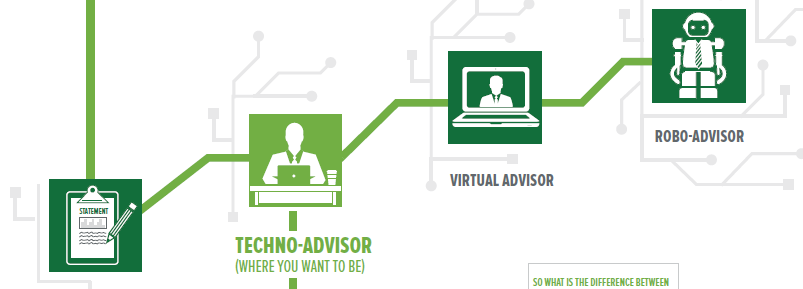 ROBO-ADVISOR
VIRTUAL ADVISOR
STATEMENT
TECHNO-ADVISOR
(WHERE YOU WANT TO BE)
SO WHAT IS THE DIFFERENCE BETWEEN